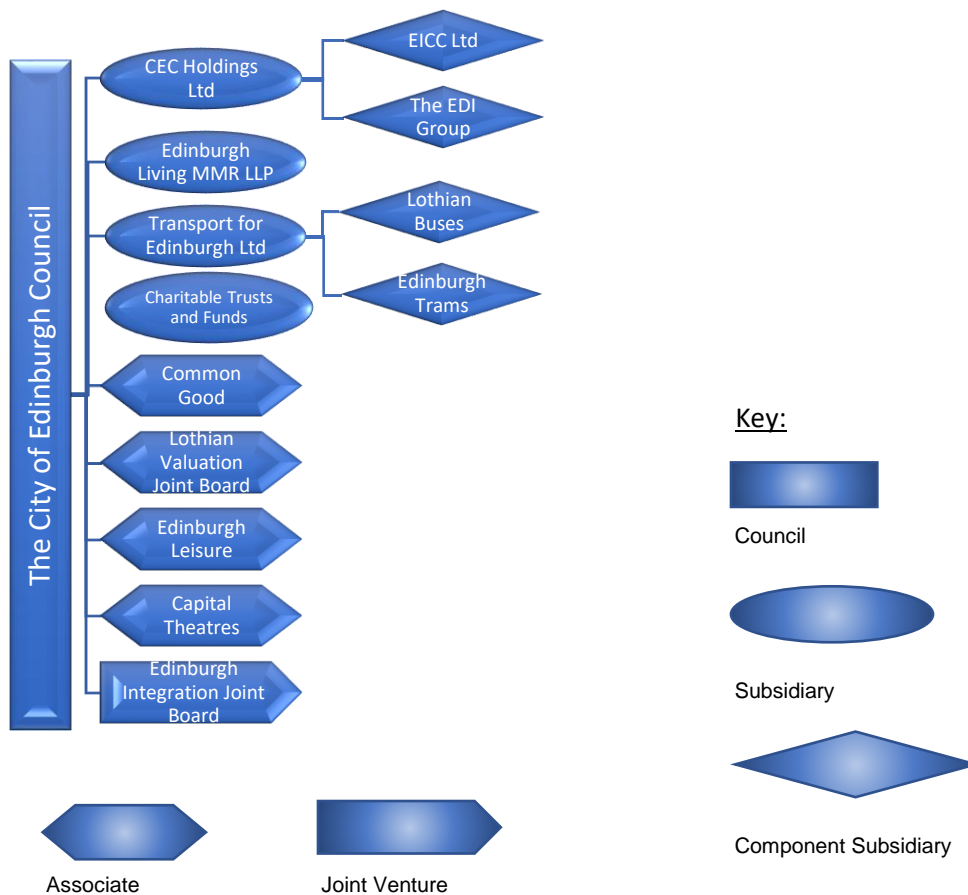 The City of Edinburgh Council
CEC Holdings
Ltd
EICC Ltd
The EDI
Group
Edinburgh
Living MMR LLP
Transport for
Edinburgh Ltd
Lothian
Buses
Edinburgh
Trams
Charitable Trusts
and Funds
Common
Good
Lothian
Valuation
Joint Board
Edinburgh
Leisure
Capital
Theatres
Edinburgh
Integration Joint
Board
Key:
Council
Subsidiary
Component Subsidiary
Associate
Joint Venture